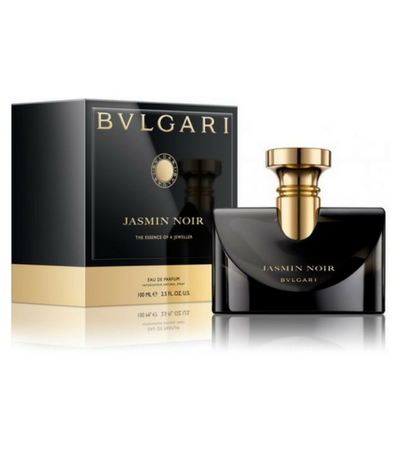 BVLGARI
JASMIN NOIR
THE ESSENCE OF A JEWELLER
EAU DE PARFUM
100 ML ℮ 3.4 FL.OZ.U.S.
JASMIN NOIR
BVLGARI